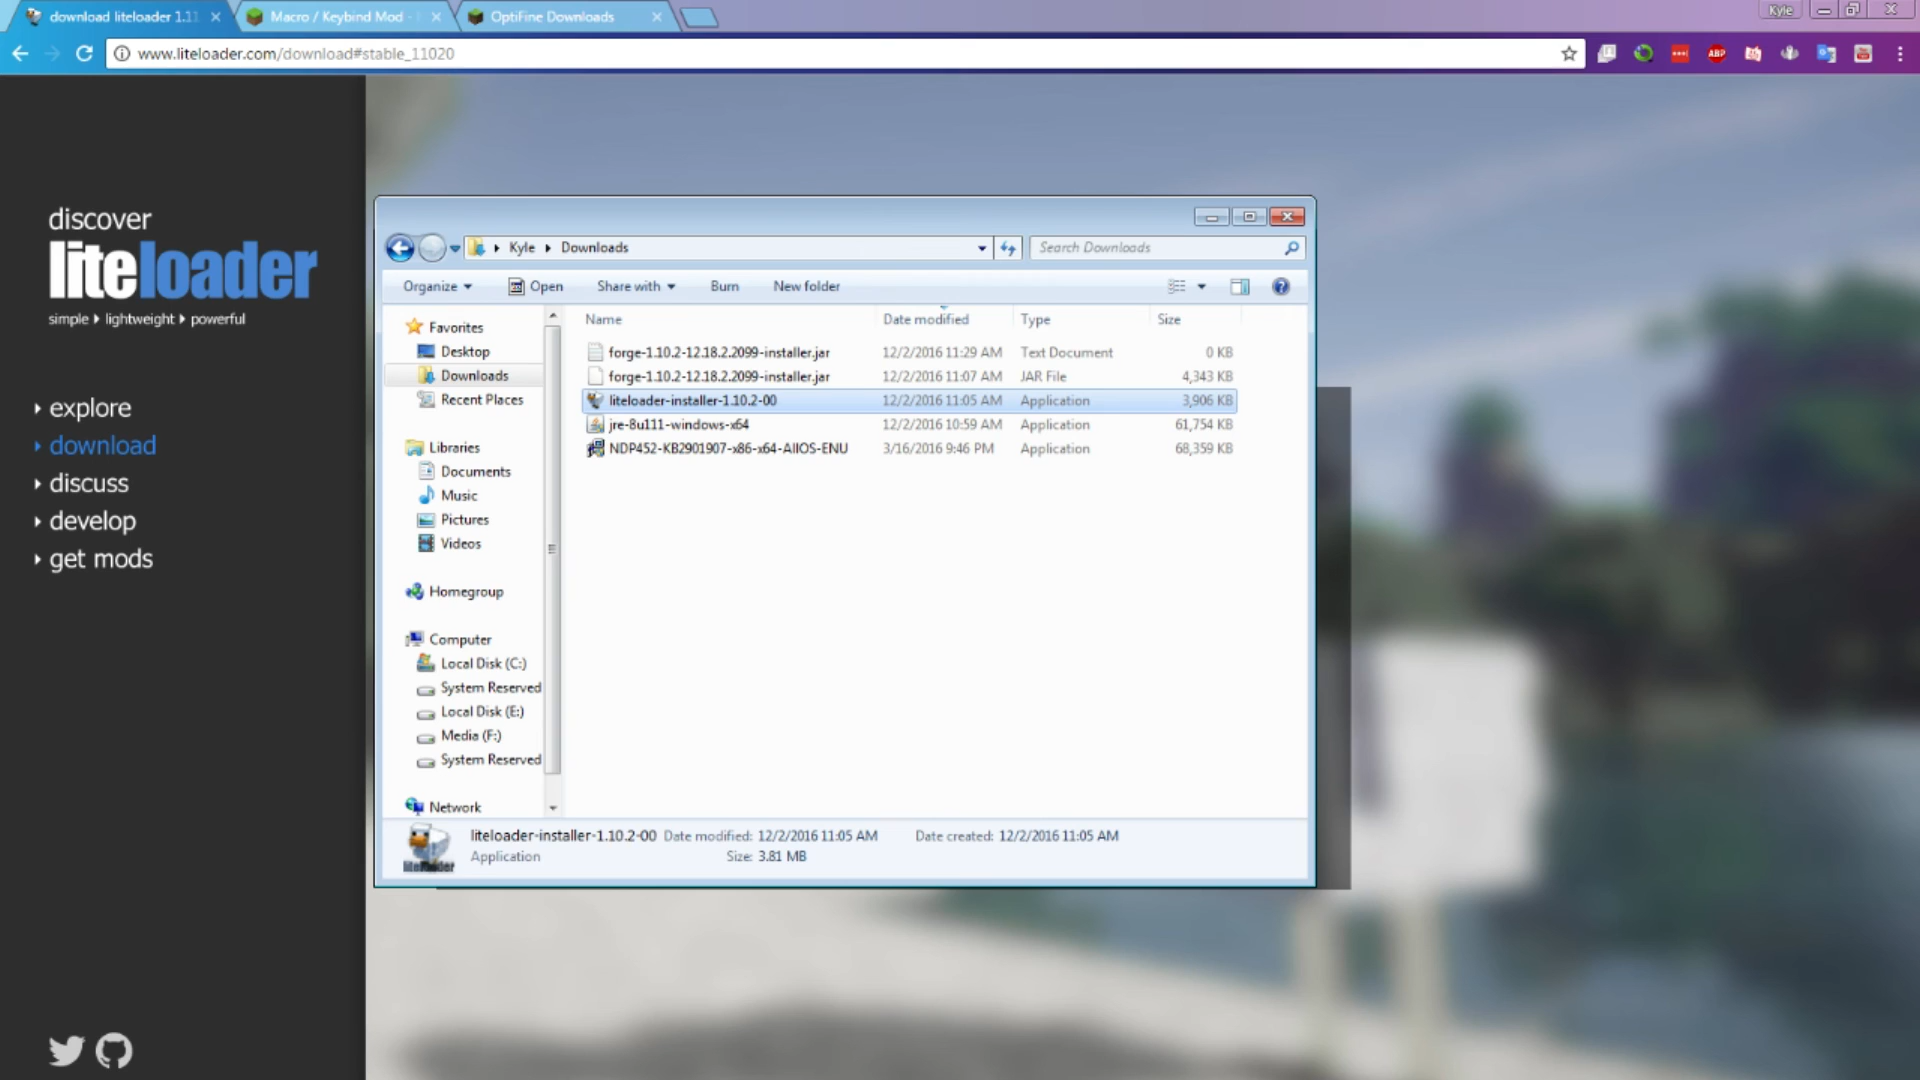 download liteloader 1.11
Macro / Keybind Mod -
OptiFine Downloads
Kyle
www.liteloader.com/download#stable_11020
ABP
discover
liteloader
simple lightweight powerful
explore
download
discuss
develop
get mods
Kyle Downloads
Search Downloads
Organize Open Share with Burn New folder
Favorites
Desktop
Downloads
Recent Places
Libraries
Documents
Music
Pictures
Videos
Homegroup
Computer
Local Disk (C:)
System Reserved
Local Disk (E:)
Media (F:)
System Reserved
Network
Name Date modified Type Size
forge-1.10.2-12.18.2.2099-installer.jar 12/2/2016 11:29 AM Text Document 0 KB
forge-1.10.2-12.18.2.2099-installer.jar 12/2/2016 11:07 AM JAR File 4,343 KB
liteloader-installer-1.10.2-00 12/2/2016 11:05 AM Application 3,906 KB
jre-8u111-windows-x64 12/2/2016 10:59 AM Application 61,754 KB
NDP452-KB2901907-x86-x64-AllOS-ENU 3/16/2016 9:46 PM Application 68,359 KB
liteloader-installer-1.10.2-00 Date modified: 12/2/2016 11:05 AM Date created: 12/2/2016 11:05 AM
Application Size: 3.81 MB